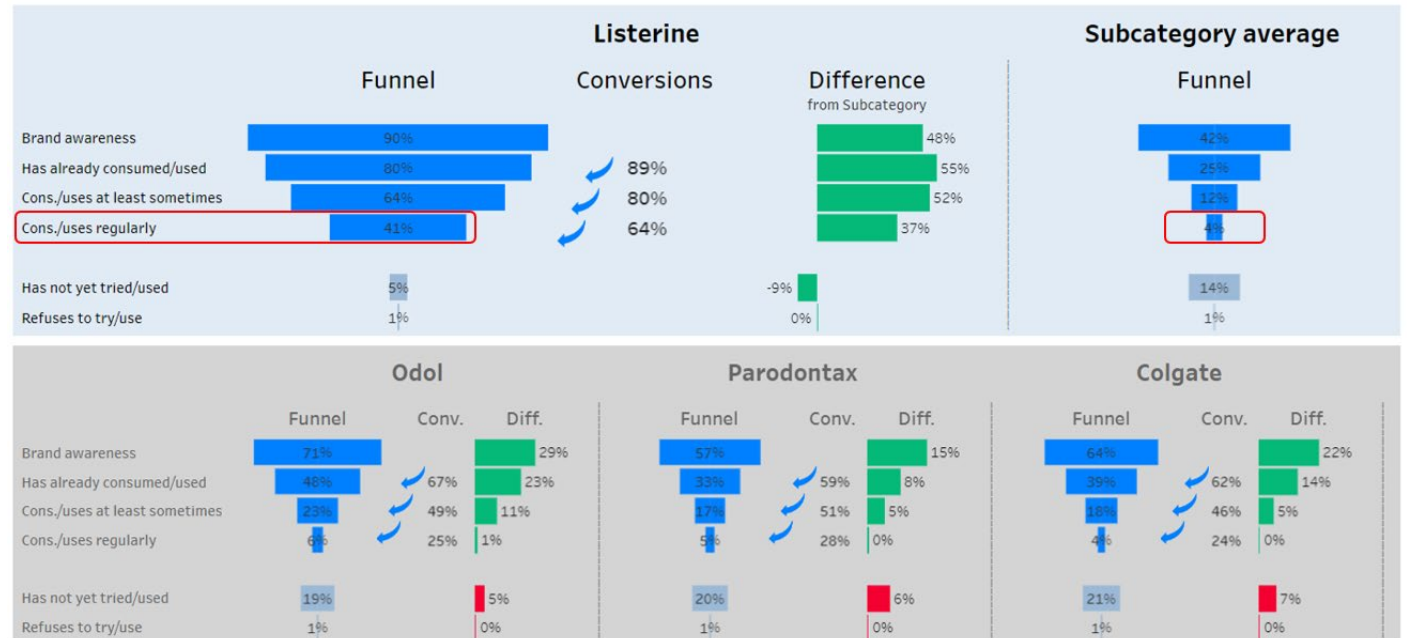 Listerine Subcategory average
Funnel Conversions Difference Funnel
from Subcategory
Brand awareness 90% 48% 42%
Has already consumed/used 80% 89% 55% 25%
Cons./uses at least sometimes 64% 80% 52% 12%
Cons./uses regularly 41% 64% 37% 4%
Has not yet tried/used 5% -9% 14%
Refuses to try/use 1% 0% 1%
Odol Parodontax Colgate
Funnel Conv. Diff. Funnel Conv. Diff. Funnel Conv. Diff.
Brand awareness 71% 29% 57% 15% 64% 22%
Has already consumed/used 48% 67% 23% 33% 59% 8% 39% 62% 14%
Cons./uses at least sometimes 23% 49% 11% 17% 51% 5% 18% 46% 5%
Cons./uses regularly 6% 25% 1% 5% 28% 0% 4% 24% 0%
Has not yet tried/used 19% 5% 20% 6% 21% 7%
Refuses to try/use 1% 0% 1% 0% 1% 0%